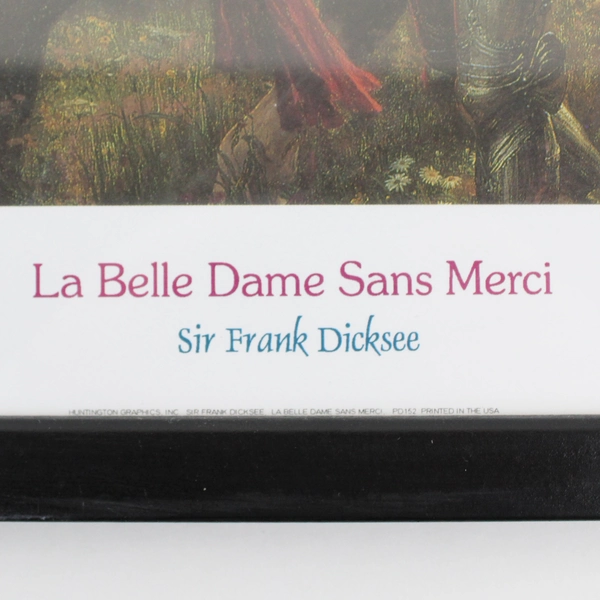 La Belle Dame Sans Merci
Sir Frank Dicksee
HUNTINGTON GRAPHICS, INC. SIR FRANK DICKSEE. LA BELLE DAME SANS MERCI. PD152 PRINTED IN THE USA